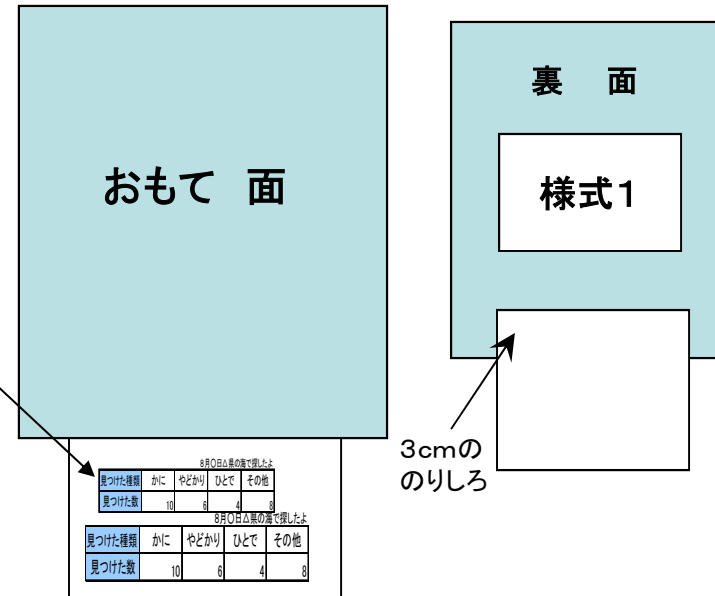 おもて 面
8月〇日△県の海で探したよ
見つけた種類 かに やどかり ひとで その他
見つけた数 10 6 4 8
8月〇日△県の海で探したよ
見つけた種類 かに やどかり ひとで その他
見つけた数 10 6 4 8
裏 面
様式1
3cmの
のりしろ